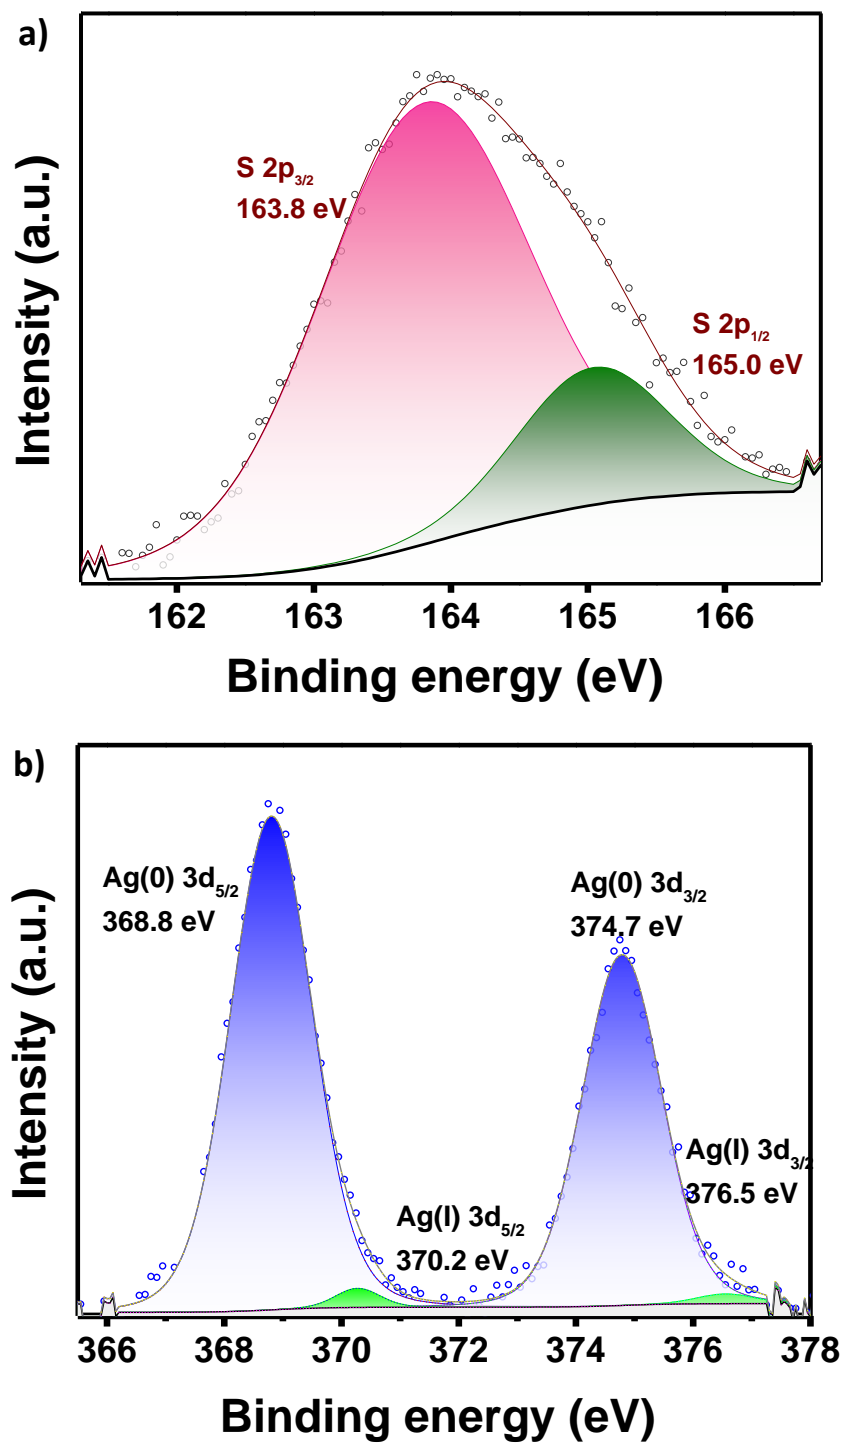 a)
S 2p3/2
163.8 eV
S 2p1/2
165.0 eV
Intensity (a.u.)
162 163 164 165 166
Binding energy (eV)
b)
Ag(0) 3d5/2
368.8 eV
Ag(0) 3d3/2
374.7 eV
Ag(I) 3d3/2
376.5 eV
Ag(I) 3d5/2
370.2 eV
Intensity (a.u.)
366 368 370 372 374 376 378
Binding energy (eV)